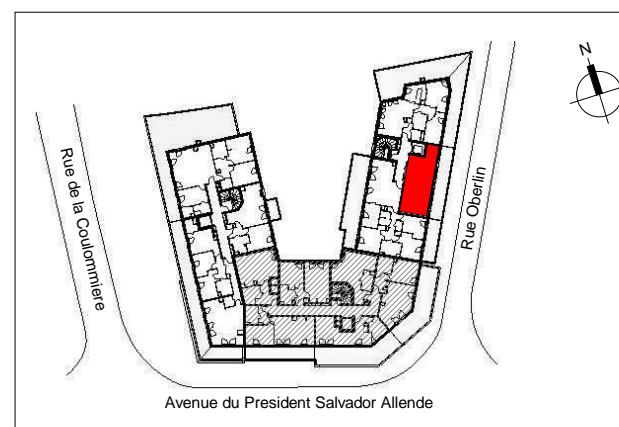 N
Rue de la Coulommiere
Rue Oberlin
Avenue du President Salvador Allende